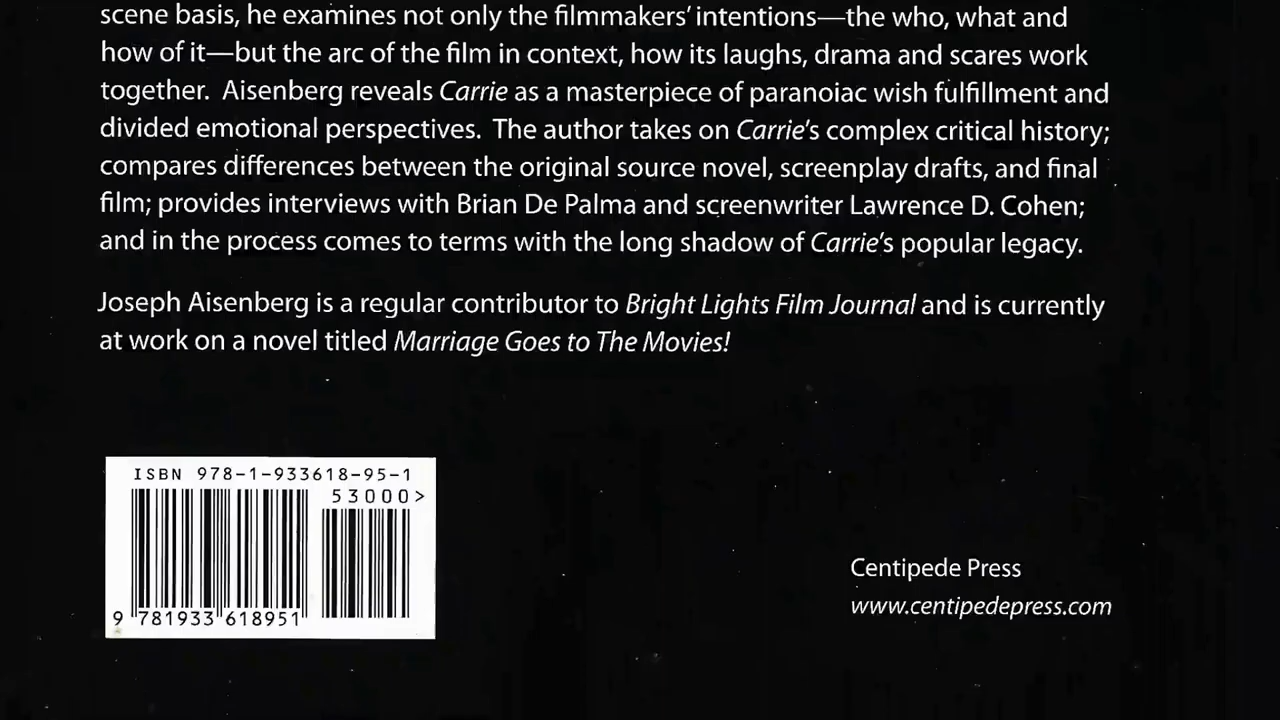 scene basis, he examines not only the filmmakers' intentions—the who, what and
how of it—but the arc of the film in context, how its laughs, drama and scares work
together.  Aisenberg reveals Carrie as a masterpiece of paranoiac wish fulfillment and
divided emotional perspectives.  The author takes on Carrie's complex critical history;
compares differences between the original source novel, screenplay drafts, and final
film; provides interviews with Brian De Palma and screenwriter Lawrence D. Cohen;
and in the process comes to terms with the long shadow of Carrie's popular legacy.
Joseph Aisenberg is a regular contributor to Bright Lights Film Journal and is currently
at work on a novel titled Marriage Goes to The Movies!
ISBN 978-1-933618-95-1
53000>
9 781933 618951
Centipede Press
www.centipedepress.com